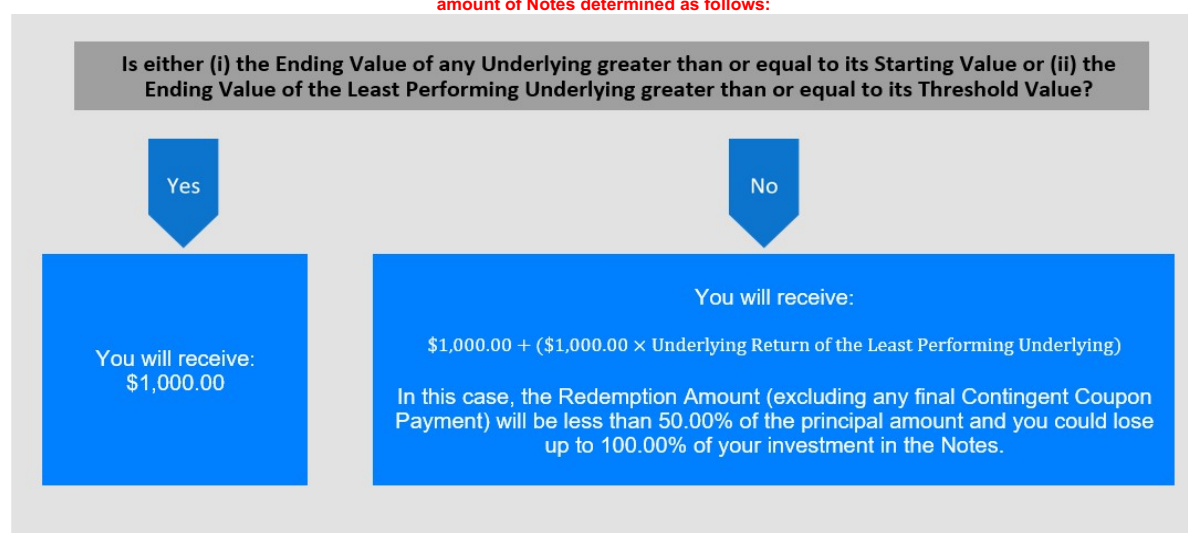 amount of Notes determined as follows:
Is either (i) the Ending Value of any Underlying greater than or equal to its Starting Value or (ii) the
Ending Value of the Least Performing Underlying greater than or equal to its Threshold Value?
Yes
No
You will receive:
$1,000.00
You will receive:
$1,000.00 + ($1,000.00 × Underlying Return of the Least Performing Underlying)
In this case, the Redemption Amount (excluding any final Contingent Coupon
Payment) will be less than 50.00% of the principal amount and you could lose
up to 100.00% of your investment in the Notes.